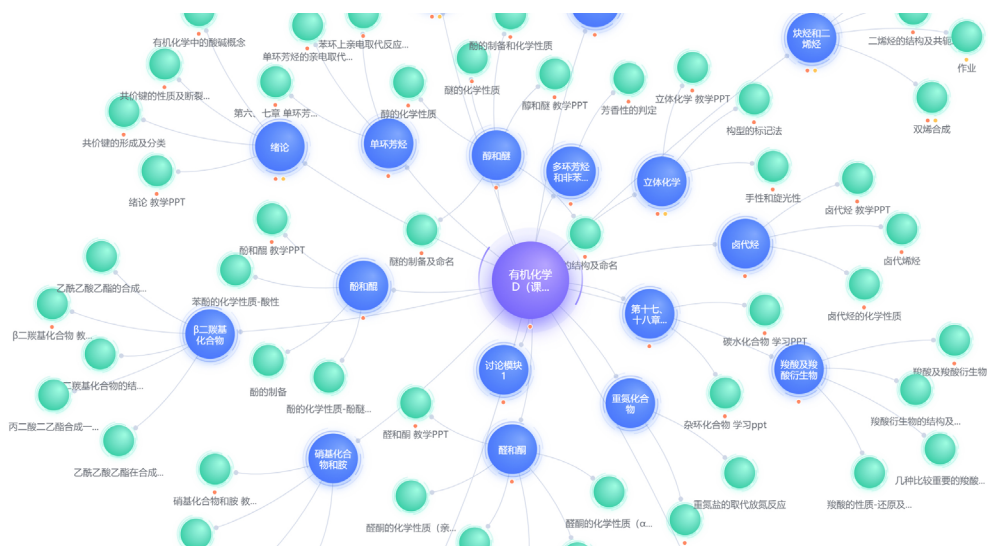 有机化学中的酸碱概念
苯环上亲电取代反应...
单环芳烃的亲电取代...
酚的制备和化学性质
炔烃和二
烯烃
二烯烃的结构及共轭
作业
共价键的性质及断裂...
第六、七章 单环芳...
醚的化学性质
醇的化学性质
醇和醚 教学PPT
芳香性的判定
立体化学 教学PPT
构型的标记法
双烯合成
共价键的形成及分类
绪论
单环芳烃
醇和醚
多环芳烃
和非苯...
立体化学
绪论 教学PPT
手性和旋光性
卤代烃 教学PPT
酚和醌 教学PPT
醚的制备及命名
的结构及命名
卤代烃
卤代烯烃
乙酰乙酸乙酯的合成...
苯酚的化学性质-酸性
酚和醌
有机化学
D（课...
第十七、
十八章...
卤代烃的化学性质
β二羰基化合物 教...
β二羰基
化合物
碳水化合物 学习PPT
二羰基化合物的结...
酚的制备
讨论模块
1
羧酸及羧
酸衍生物
羧酸及羧酸衍生物
丙二酸二乙酯合成一...
酚的化学性质-酚醚...
重氮化合
物
杂环化合物 学习ppt
羧酸衍生物的结构及...
乙酰乙酸乙酯在合成...
醛和酮 教学PPT
硝基化合
物和胺
醛和酮
几种比较重要的羧酸...
硝基化合物和胺 教...
重氮盐的取代放氮反应
羧酸的性质-还原及...
醛酮的化学性质（亲...
醛酮的化学性质（α...